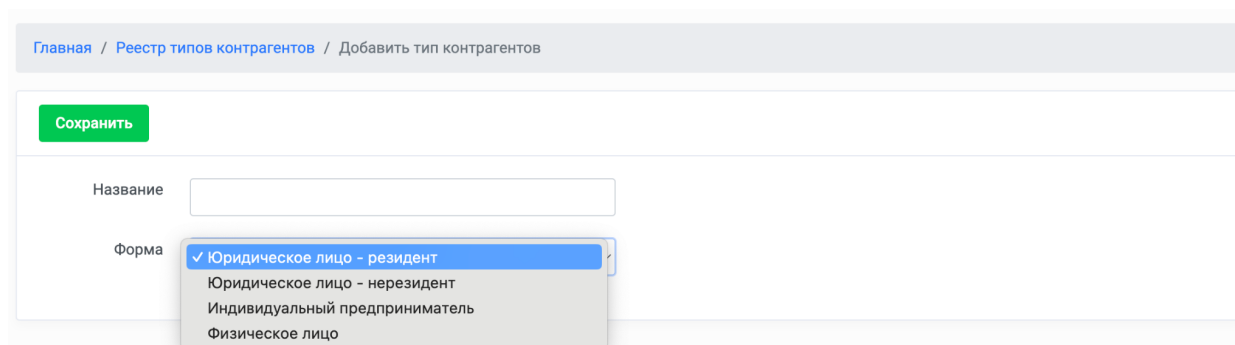 Главная / Реестр типов контрагентов / Добавить тип контрагентов
Сохранить
Название
Форма
✓ Юридическое лицо - резидент
Юридическое лицо - нерезидент
Индивидуальный предприниматель
Физическое лицо